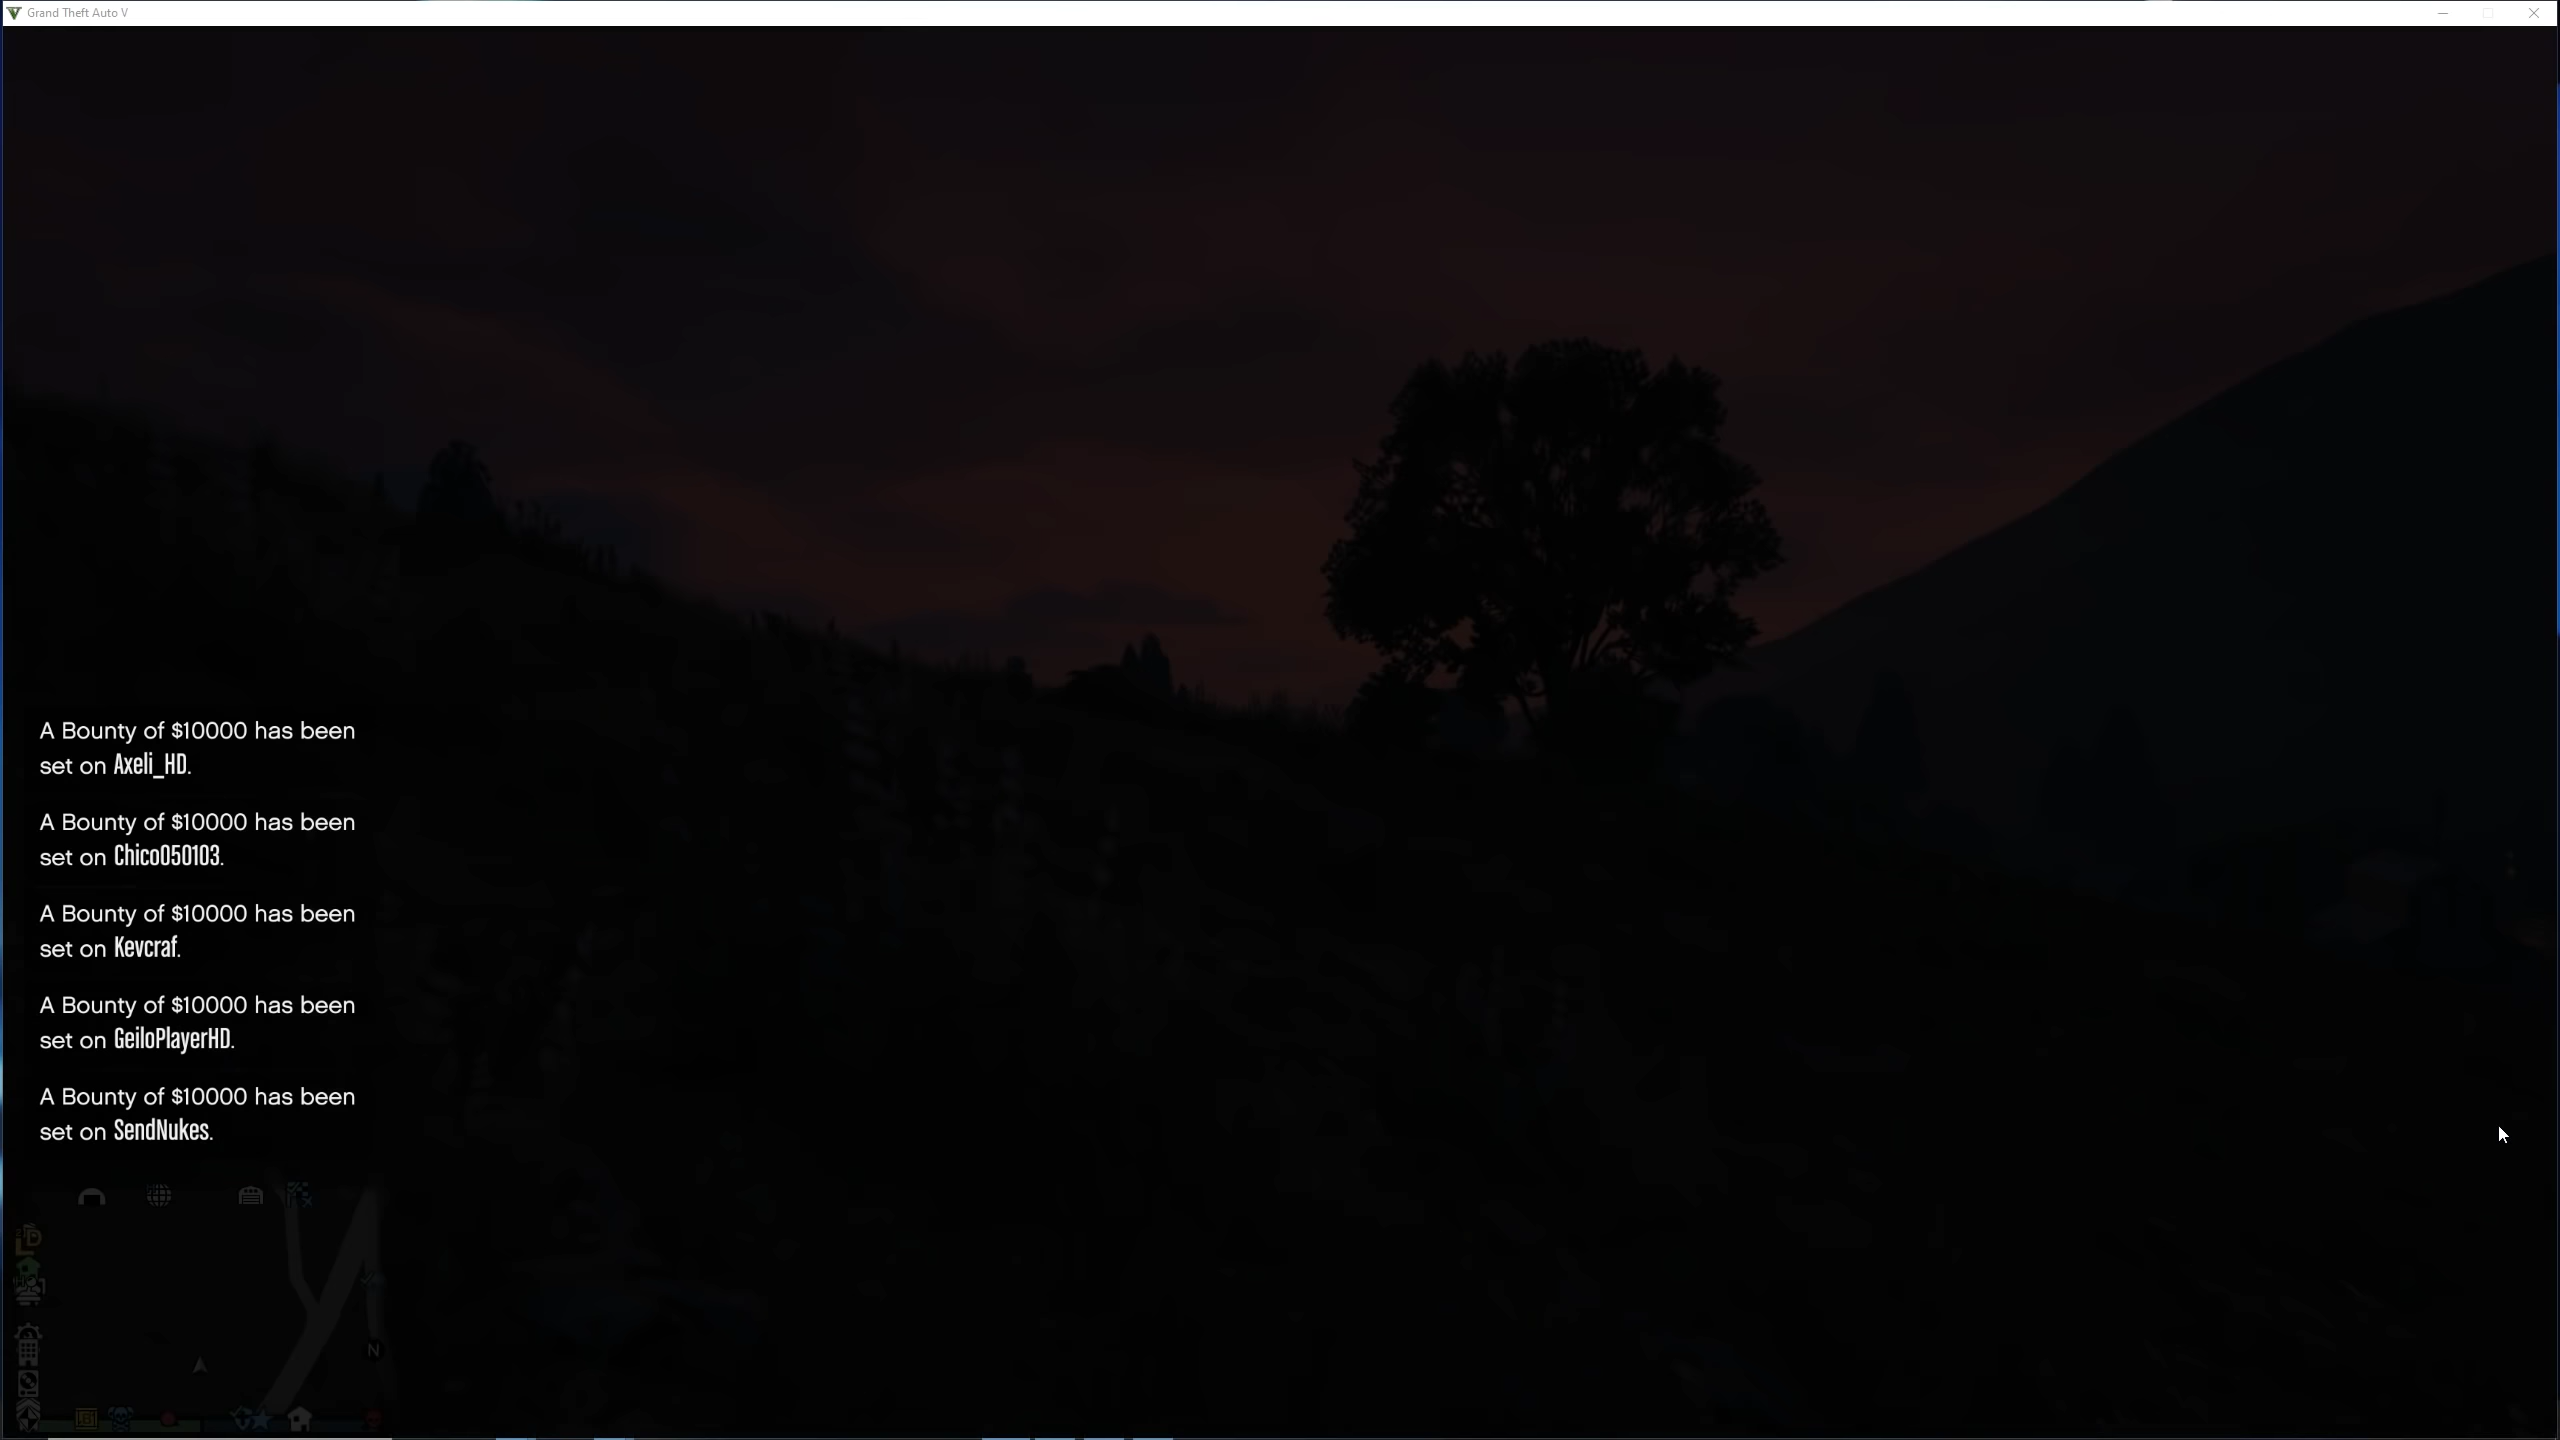 Grand Theft Auto V
A Bounty of $10000 has been
set on Axeli_HD.
A Bounty of $10000 has been
set on Chico050103.
A Bounty of $10000 has been
set on Kevcraf.
A Bounty of $10000 has been
set on GeiloPlayerHD.
A Bounty of $10000 has been
set on SendNukes.
N